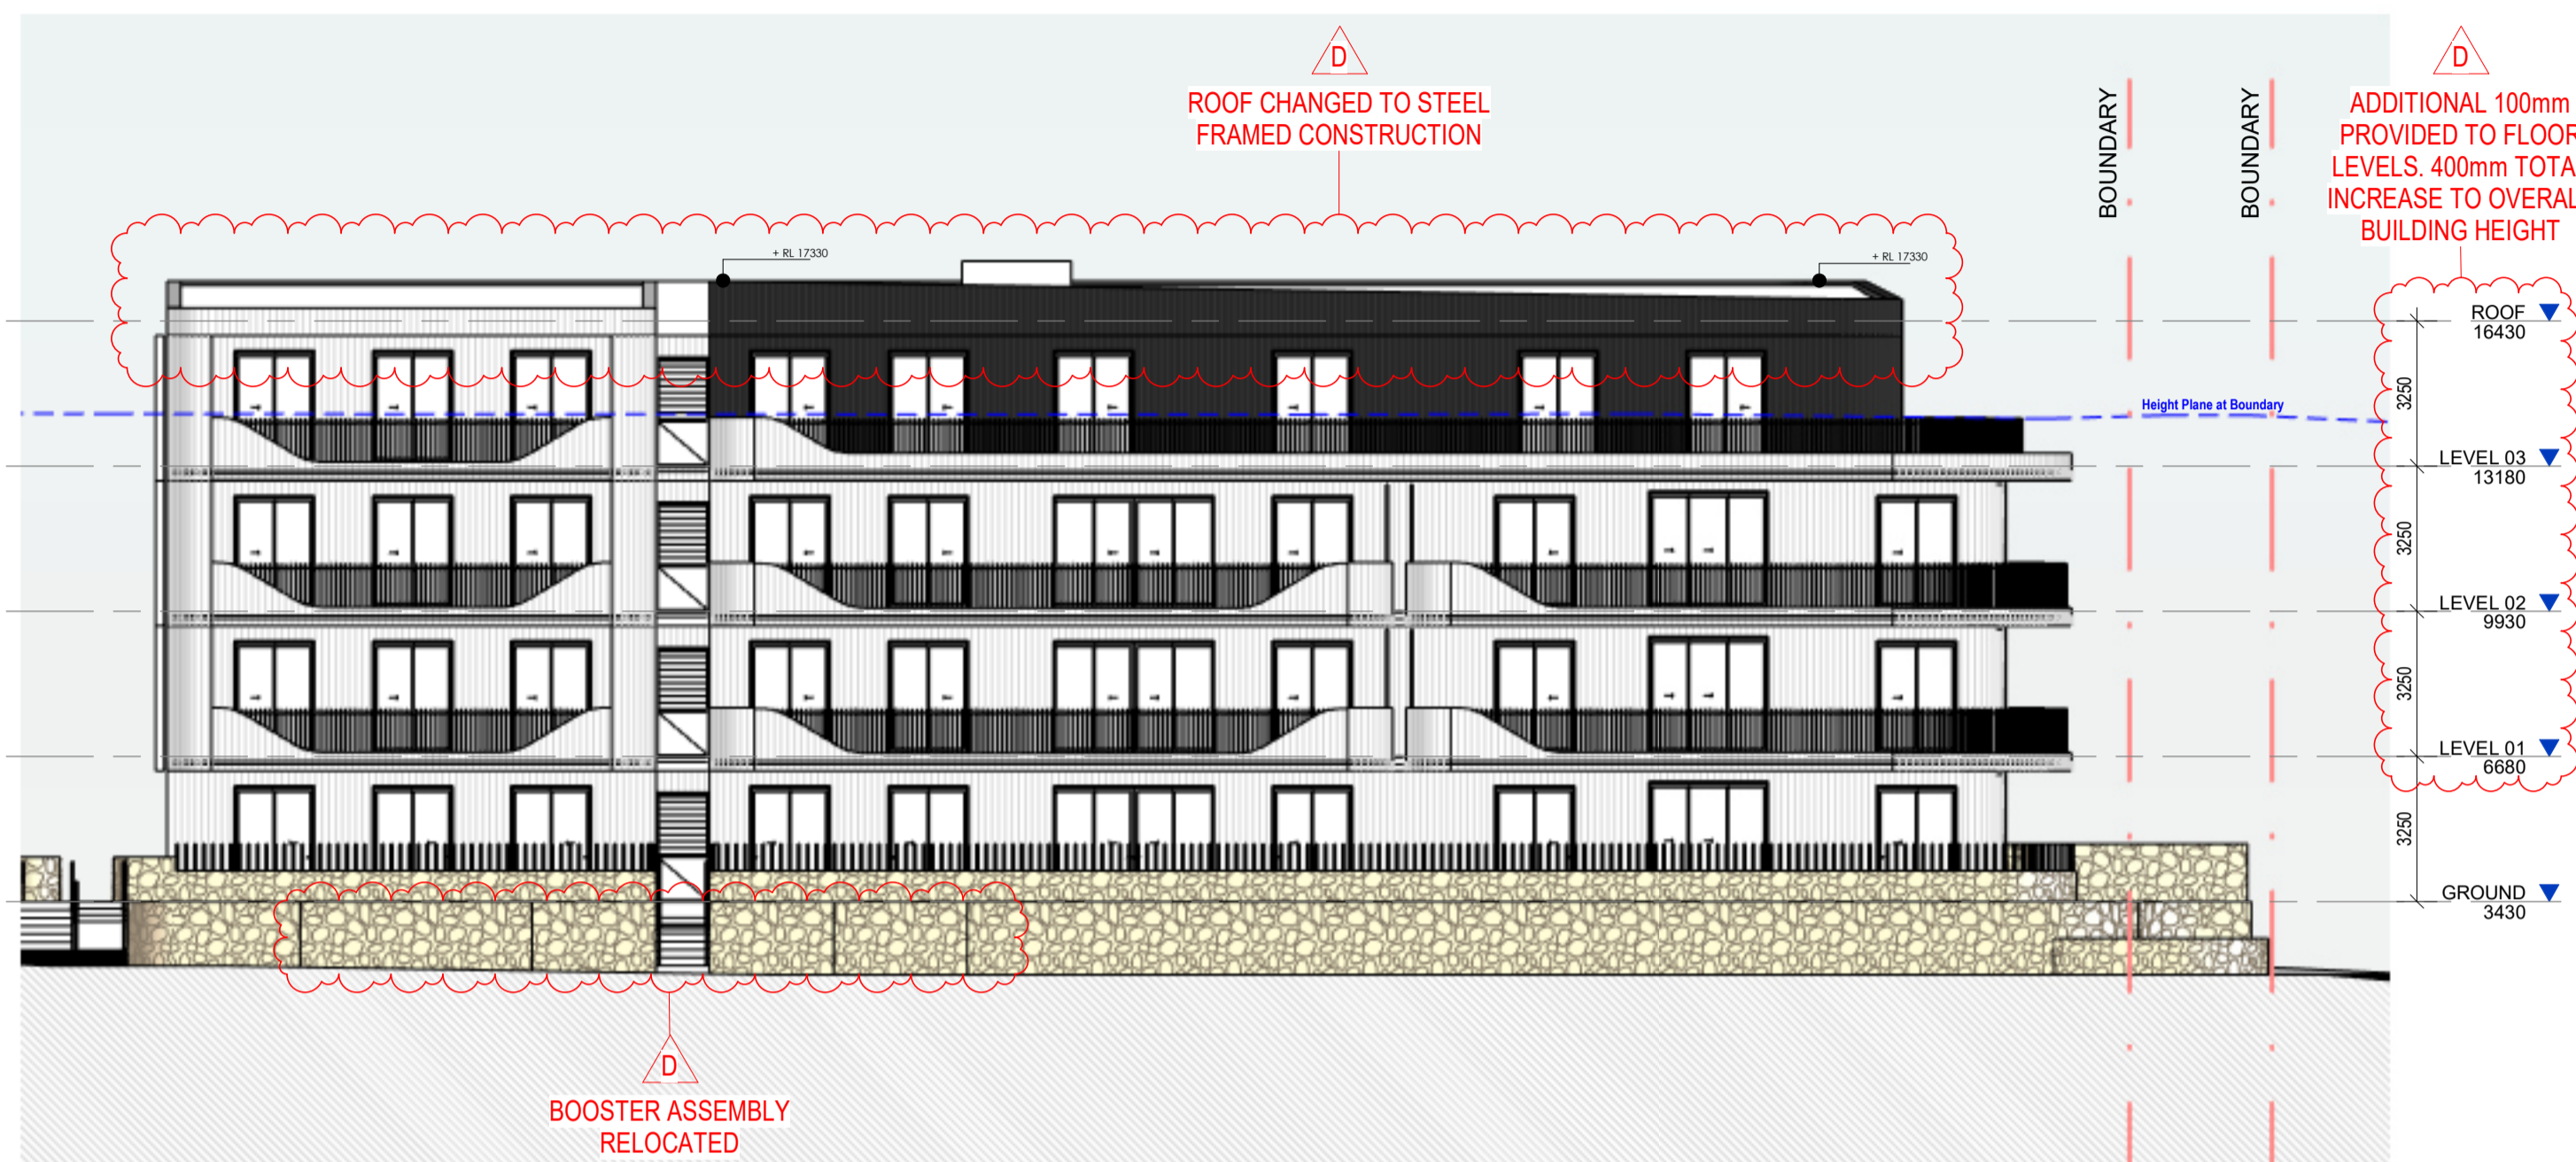 D
ROOF CHANGED TO STEEL
FRAMED CONSTRUCTION
BOUNDARY
BOUNDARY
D
ADDITIONAL 100mm
PROVIDED TO FLOOR
LEVELS. 400mm TOTA
INCREASE TO OVERAL
BUILDING HEIGHT
+ RL 17330
+ RL 17330
ROOF
16430
3250
Height Plane at Boundary
LEVEL 03
13180
3250
LEVEL 02
9930
3250
LEVEL 01
6680
3250
GROUND
3430
D
BOOSTER ASSEMBLY
RELOCATED